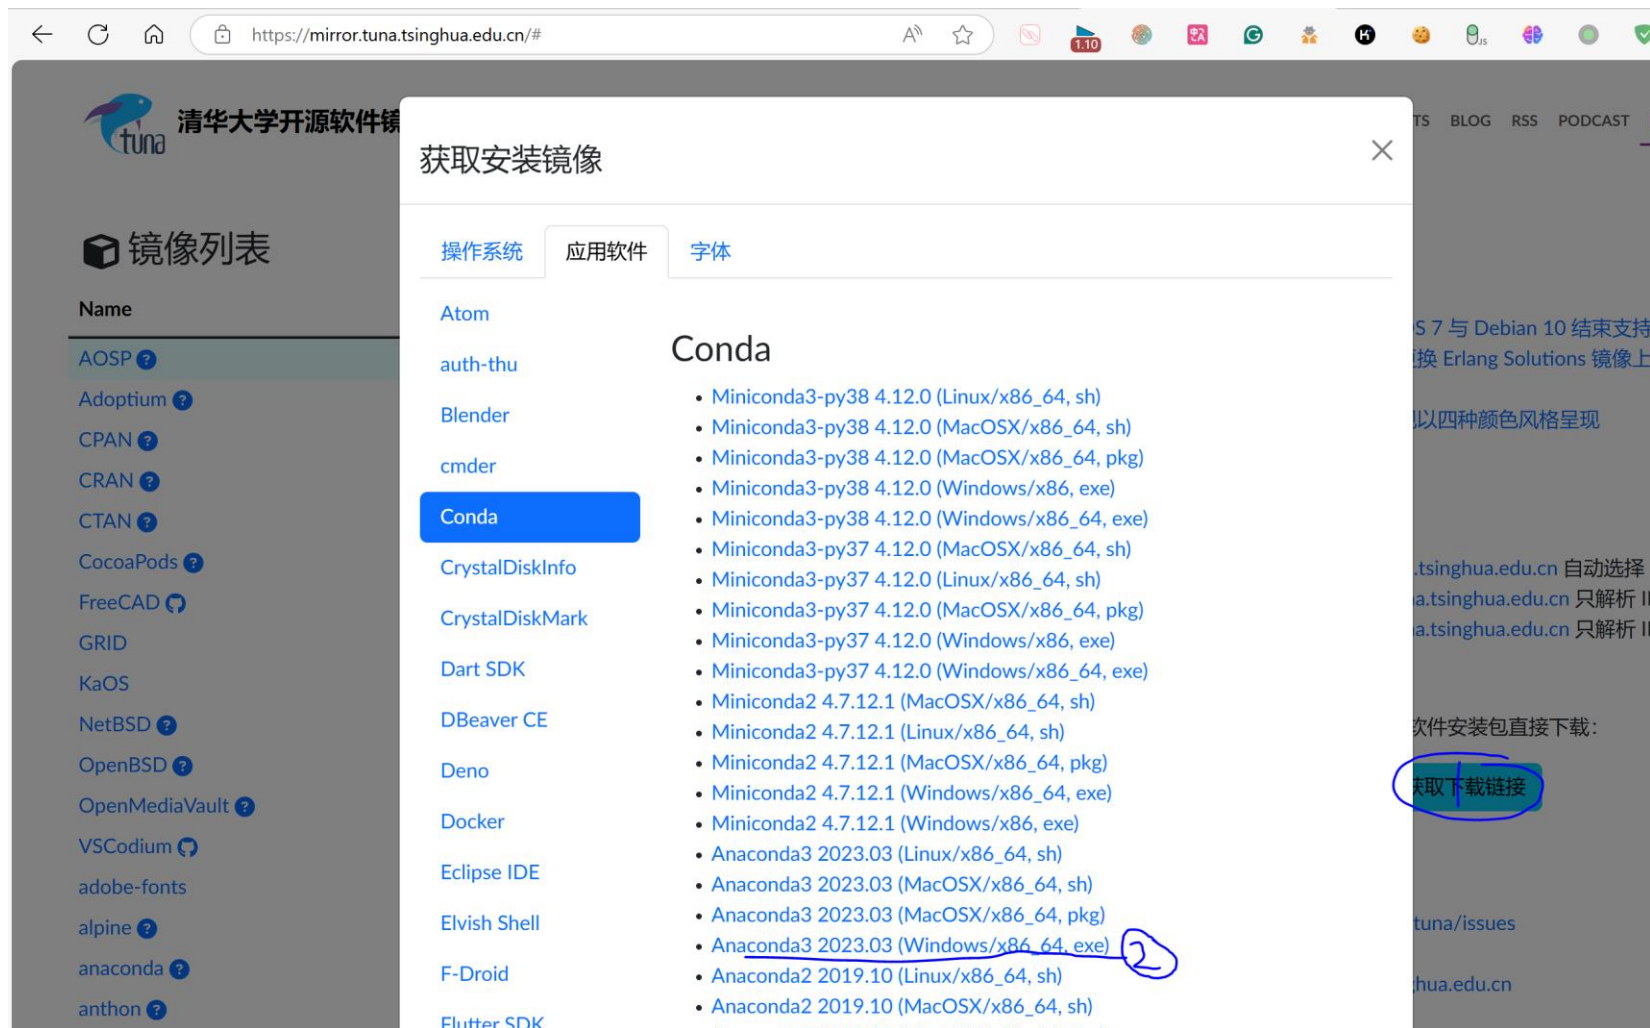 https://mirror.tuna.tsinghua.edu.cn/#
1.10
tuna
清华大学开源软件镜
TS BLOG RSS PODCAST
获取安装镜像
镜像列表
Name
AOSP
Adoptium
CPAN
CRAN
CTAN
CocoaPods
FreeCAD
GRID
KaOS
NetBSD
OpenBSD
OpenMediaVault
VSCodium
adobe-fonts
alpine
anaconda
anthon
操作系统 应用软件 字体
Atom
auth-thu
Blender
cmder
Conda
CrystalDiskInfo
CrystalDiskMark
Dart SDK
DBeaver CE
Deno
Docker
Eclipse IDE
Elvish Shell
F-Droid
Flutter SDK
Conda
Miniconda3-py38 4.12.0 (Linux/x86_64, sh)
Miniconda3-py38 4.12.0 (MacOSX/x86_64, sh)
Miniconda3-py38 4.12.0 (MacOSX/x86_64, pkg)
Miniconda3-py38 4.12.0 (Windows/x86, exe)
Miniconda3-py38 4.12.0 (Windows/x86_64, exe)
Miniconda3-py37 4.12.0 (MacOSX/x86_64, sh)
Miniconda3-py37 4.12.0 (Linux/x86_64, sh)
Miniconda3-py37 4.12.0 (MacOSX/x86_64, pkg)
Miniconda3-py37 4.12.0 (Windows/x86, exe)
Miniconda3-py37 4.12.0 (Windows/x86_64, exe)
Miniconda2 4.7.12.1 (MacOSX/x86_64, sh)
Miniconda2 4.7.12.1 (Linux/x86_64, sh)
Miniconda2 4.7.12.1 (MacOSX/x86_64, pkg)
Miniconda2 4.7.12.1 (Windows/x86_64, exe)
Miniconda2 4.7.12.1 (Windows/x86, exe)
Anaconda3 2023.03 (Linux/x86_64, sh)
Anaconda3 2023.03 (MacOSX/x86_64, sh)
Anaconda3 2023.03 (MacOSX/x86_64, pkg)
Anaconda3 2023.03 (Windows/x86_64, exe) 2
Anaconda2 2019.10 (Linux/x86_64, sh)
Anaconda2 2019.10 (MacOSX/x86_64, sh)
S 7 与 Debian 10 结束支持
换 Erlang Solutions 镜像上
以四种颜色风格呈现
.tsinghua.edu.cn 自动选择
a.tsinghua.edu.cn 只解析 I
a.tsinghua.edu.cn 只解析 I
软件安装包直接下载：
获取下载链接
tuna/issues
hua.edu.cn